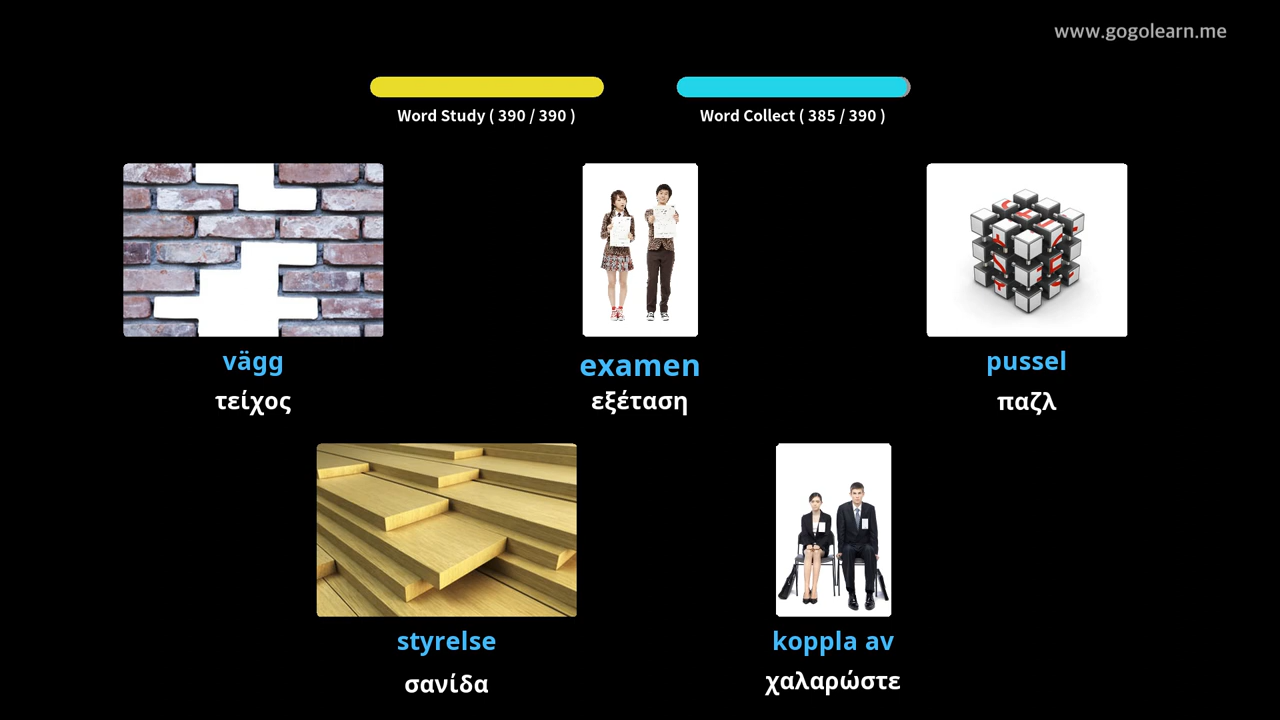 www.gogolearn.me
Word Study ( 390 / 390 )
Word Collect ( 385 / 390 )
vägg
τείχος
examen
εξέταση
pussel
παζλ
styrelse
σανίδα
koppla av
χαλαρώστε